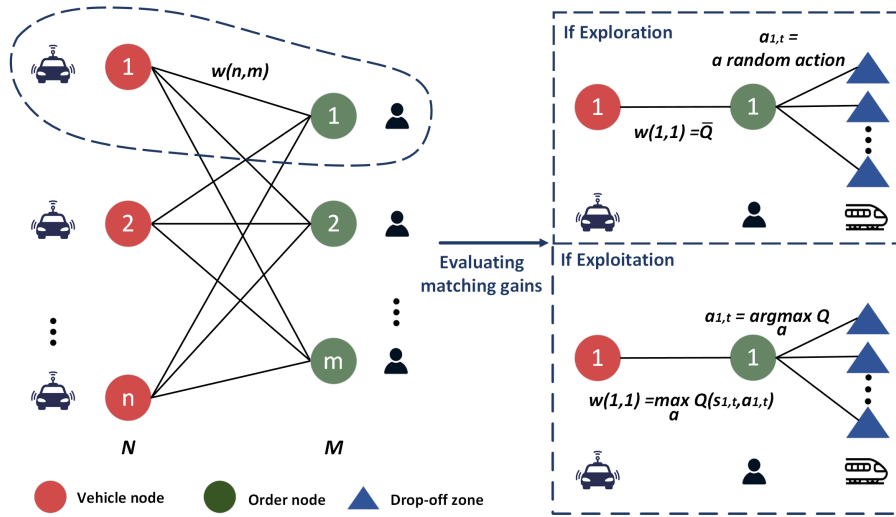 1
w(n,m)
1
2
2
m
n
N
M
Evaluating
matching gains
If Exploration
a1,t =
a random action
1
1
w(1,1) =Q̄
If Exploitation
a1,t = argmax Q
a
1
1
w(1,1) =max Q(s1,t,a1,t)
a
Vehicle node
Order node
Drop-off zone